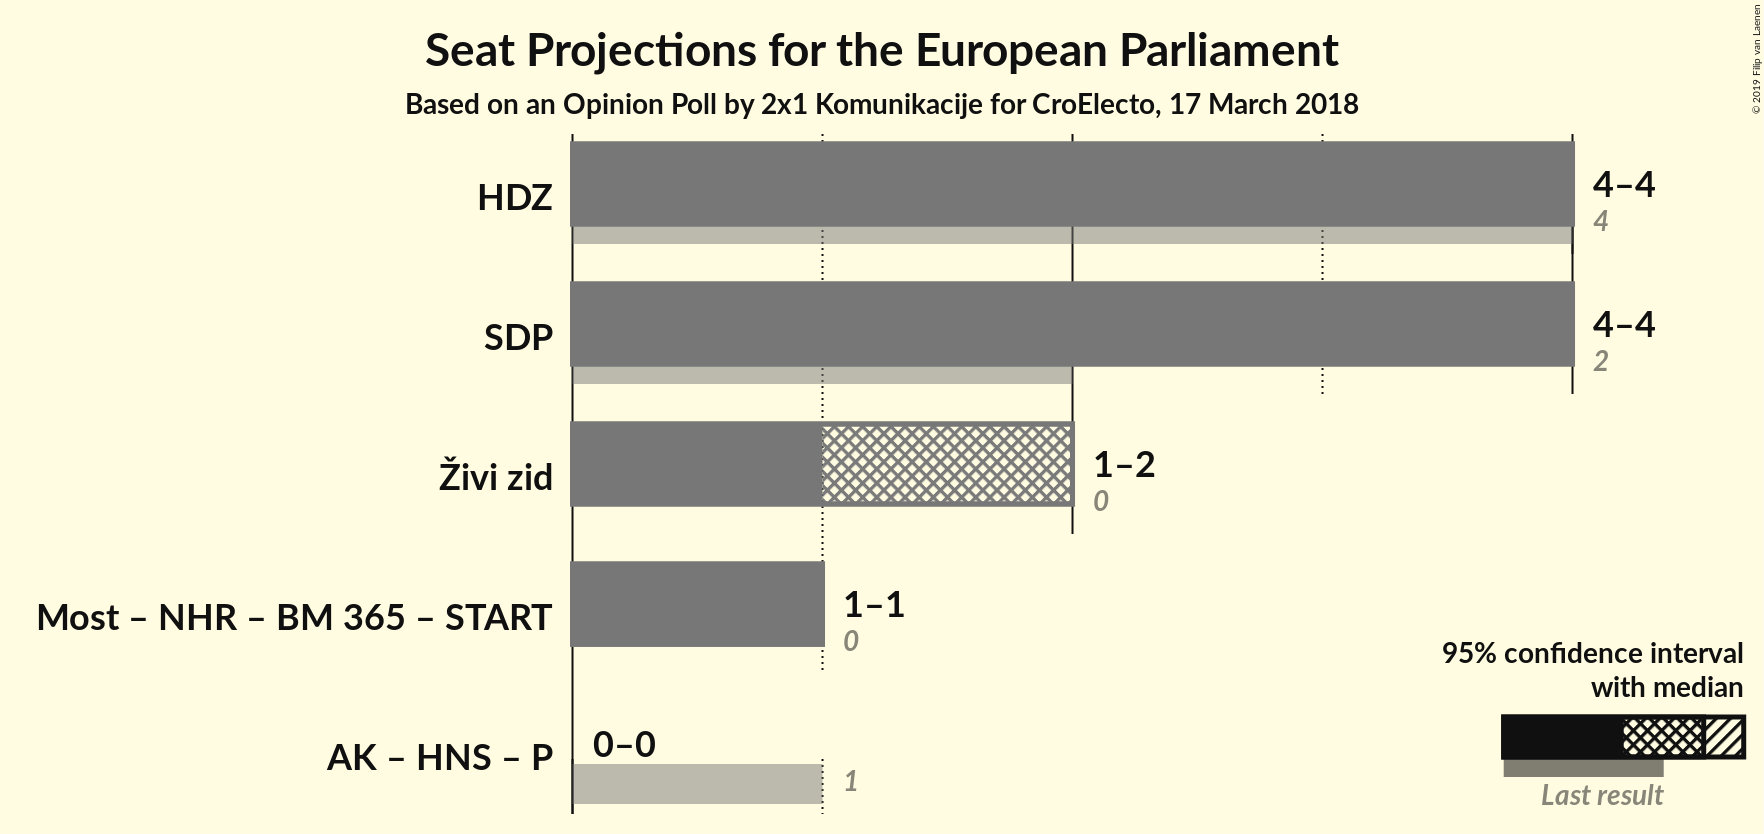 Seat Projections for the European Parliament
Based on an Opinion Poll by 2x1 Komunikacije for CroElecto, 17 March 2018
© 2019 Filip van Laenen
HDZ
4–4
4
SDP
4–4
2
Živi zid
1–2
0
Most – NHR – BM 365 – START
1–1
0
AK – HNS – P
0–0
1
95% confidence interval
with median
Last result